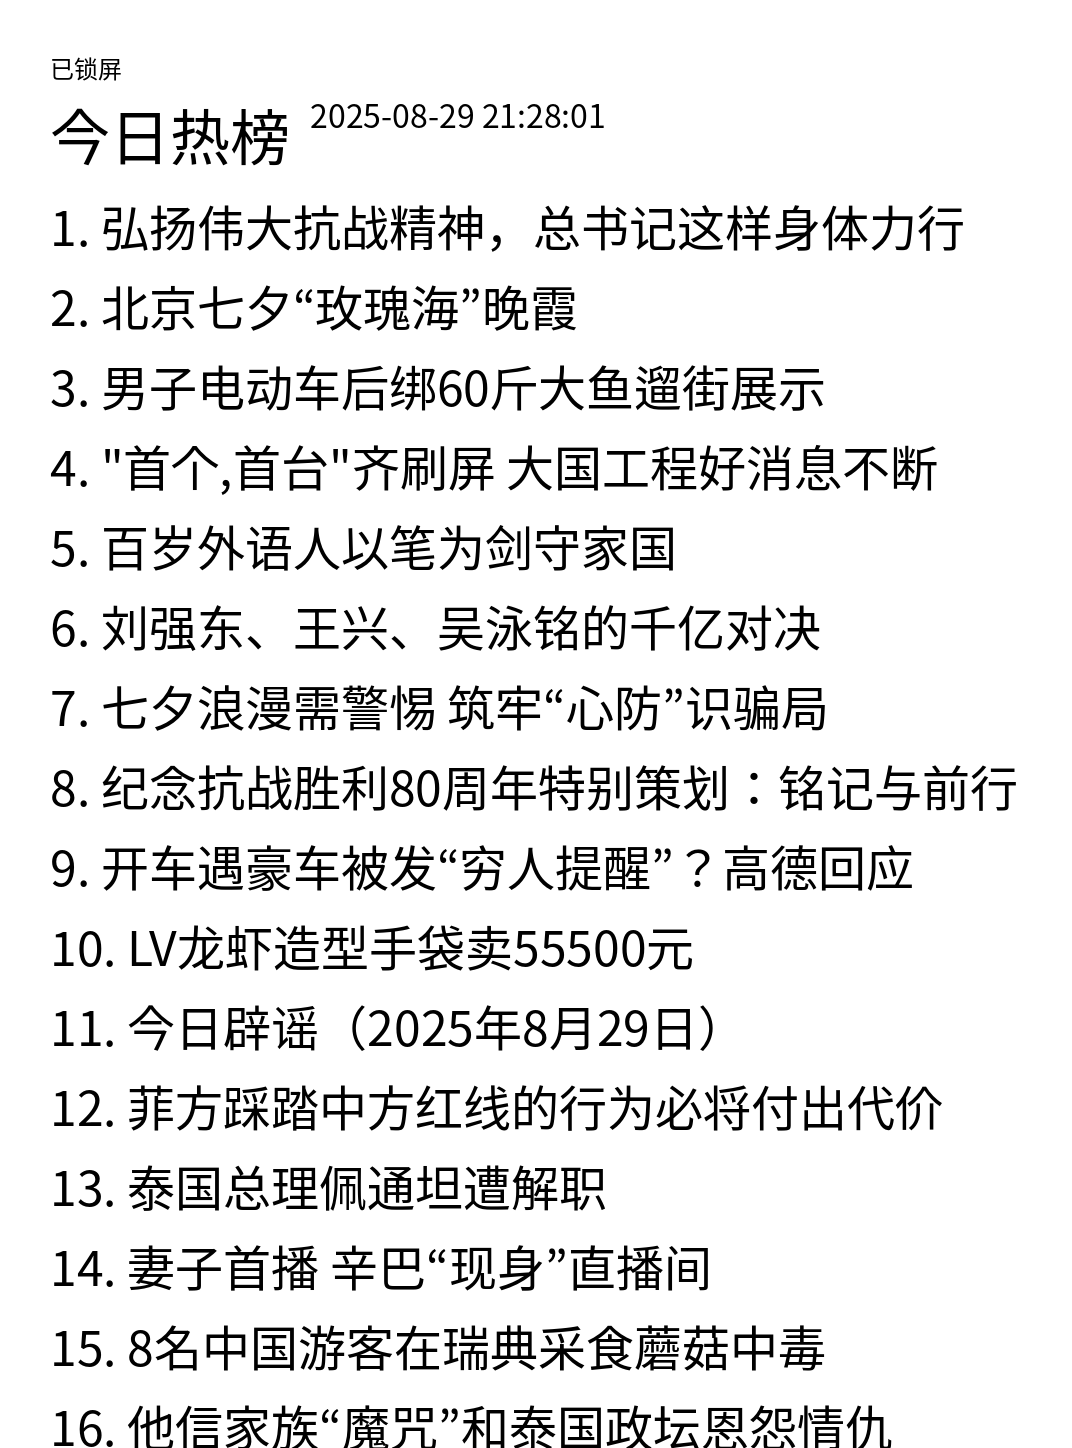 已锁屏
今日热榜 2025-08-29 21:28:01
1. 弘扬伟大抗战精神，总书记这样身体力行
2. 北京七夕“玫瑰海”晚霞
3. 男子电动车后绑60斤大鱼遛街展示
4. "首个,首台"齐刷屏 大国工程好消息不断
5. 百岁外语人以笔为剑守家国
6. 刘强东、王兴、吴泳铭的千亿对决
7. 七夕浪漫需警惕 筑牢“心防”识骗局
8. 纪念抗战胜利80周年特别策划：铭记与前行
9. 开车遇豪车被发“穷人提醒”？高德回应
10. LV龙虾造型手袋卖55500元
11. 今日辟谣（2025年8月29日）
12. 菲方踩踏中方红线的行为必将付出代价
13. 泰国总理佩通坦遭解职
14. 妻子首播 辛巴“现身”直播间
15. 8名中国游客在瑞典采食蘑菇中毒
16. 他信家族“魔咒”和泰国政坛恩怨情仇